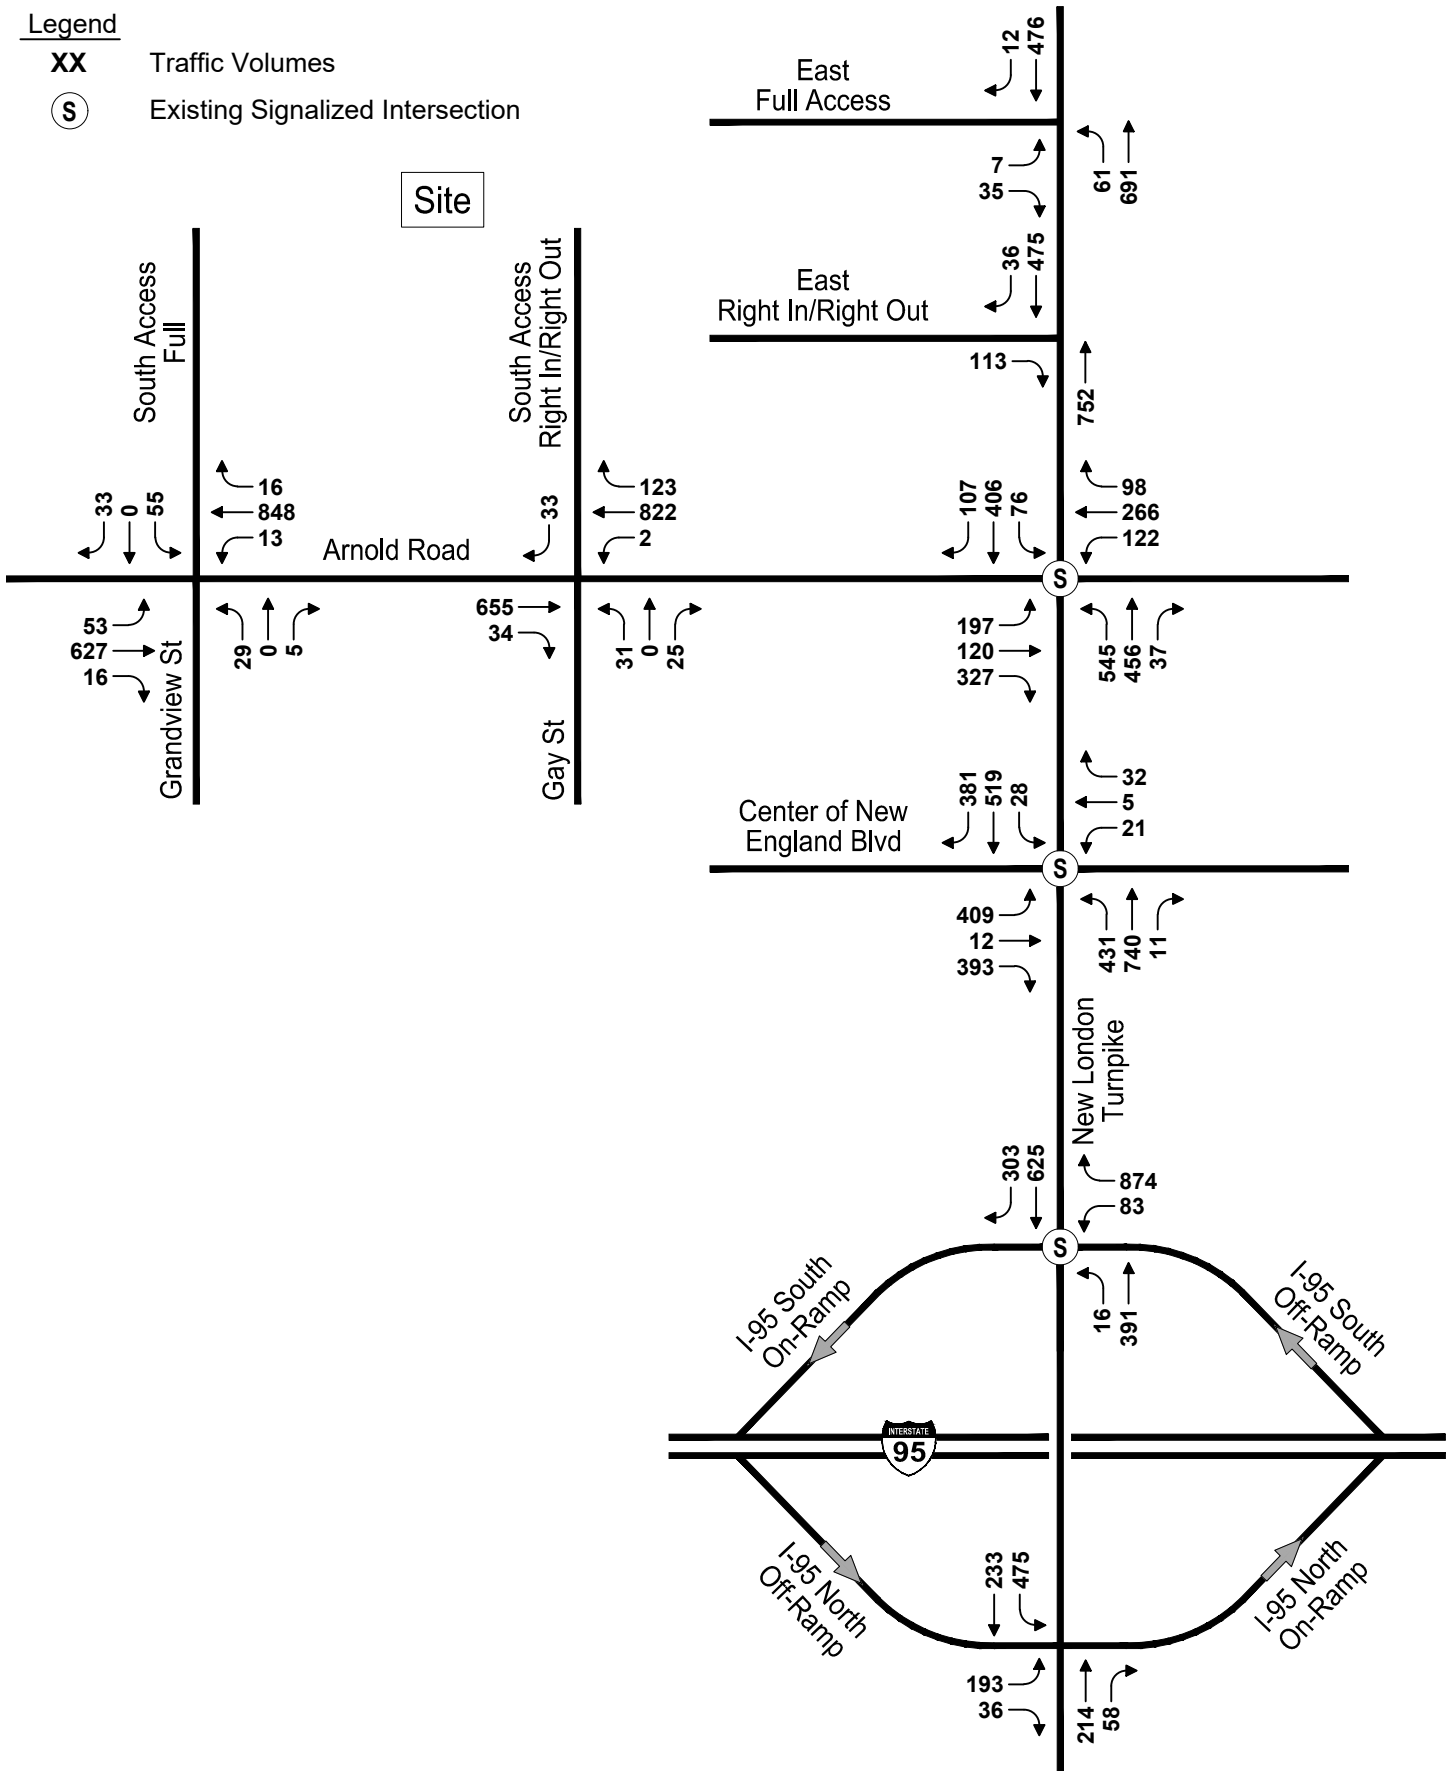 Legend
XX Traffic Volumes
S Existing Signalized Intersection
Site
12
476
East
Full Access
7
35
61
691
36
475
East
Right In/Right Out
113
752
South Access
Full
South Access
Right In/Right Out
33
0
55
16
848
13
Arnold Road
33
123
822
2
107
406
76
98
266
122
S
53
627
16
29
0
5
Grandview St
655
34
31
0
25
Gay St
197
120
327
545
456
37
Center of New
England Blvd
381
519
28
32
5
21
S
409
12
393
431
740
11
New London
Turnpike
303
625
874
83
S
16
391
I-95 South
On-Ramp
I-95 South
Off-Ramp
INTERSTATE
95
I-95 North
Off-Ramp
I-95 North
On-Ramp
233
475
193
36
214
58